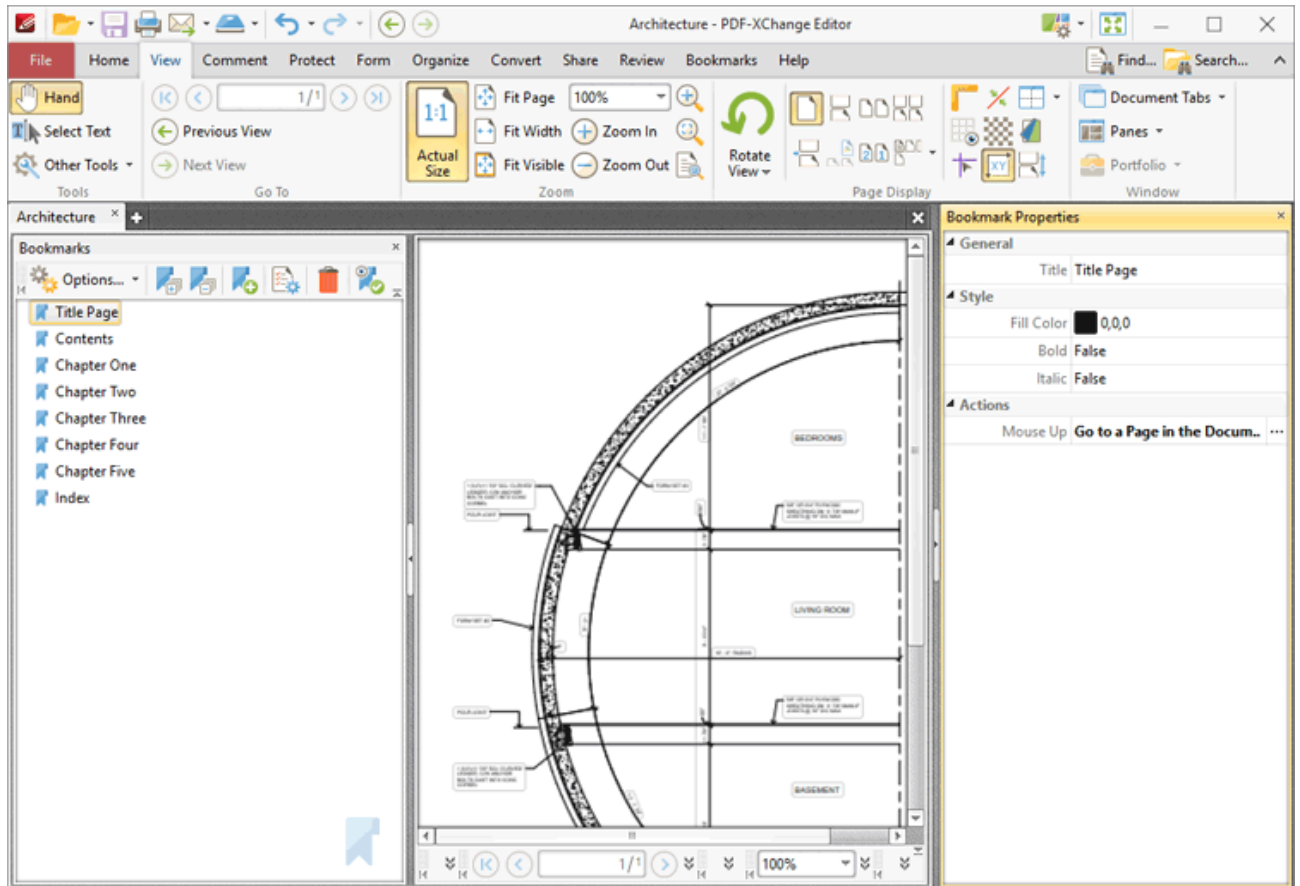 Architecture - PDF-XChange Editor
File Home View Comment Protect Form Organize Convert Share Review Bookmarks Help Find... Search...
Hand 1/1 Fit Page 100% Document Tabs
Select Text Previous View 1:1 Fit Width Zoom In Panes
Other Tools Next View Actual Size Fit Visible Zoom Out Rotate View Portfolio
Tools Go To Zoom Page Display Window
Architecture
Bookmarks
Options...
Title Page
Contents
Chapter One
Chapter Two
Chapter Three
Chapter Four
Chapter Five
Index
BEDROOMS
LIVING ROOM
BASEMENT
1/1 100%
Bookmark Properties
General
Title Title Page
Style
Fill Color 0,0,0
Bold False
Italic False
Actions
Mouse Up Go to a Page in the Docum.. ...